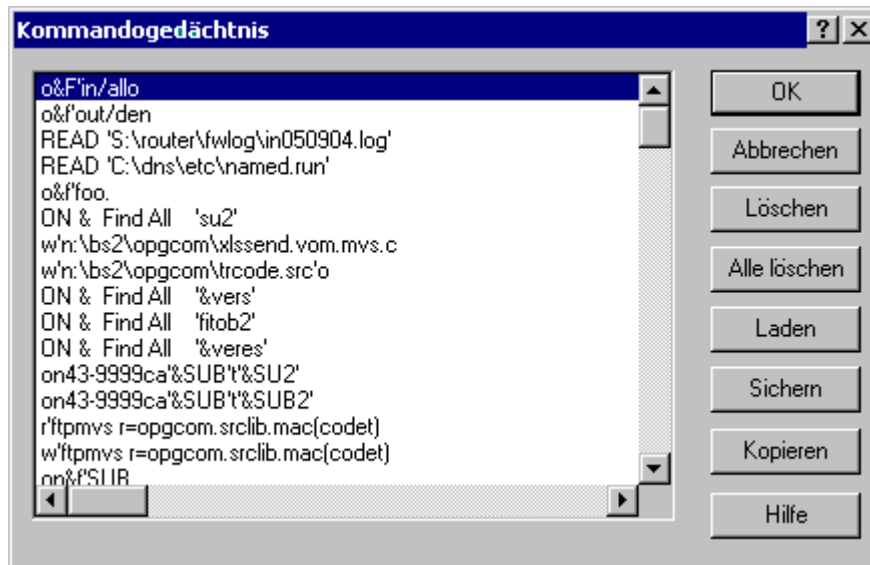 Kommandogedächtnis
o&F'in/allo
o&f'out/den
READ 'S:\router\fwlog\in050904.log'
READ 'C:\dns\etc\named.run'
o&f'foo.
ON &  Find All    'su2'
w'n:\bs2\opgcom\xlssend.vom.mvs.c
w'n:\bs2\opgcom\trcode.src'o
ON &  Find All    '&vers'
ON &  Find All    'fitob2'
ON &  Find All    '&veres'
on43-9999ca'&SUB't'&SU2'
on43-9999ca'&SUB't'&SUB2'
r'ftpmvs r=opgcom.srclib.mac(codet)
w'ftpmvs r=opgcom.srclib.mac(codet)
on&f'SUB
OK
Abbrechen
Löschen
Alle löschen
Laden
Sichern
Kopieren
Hilfe